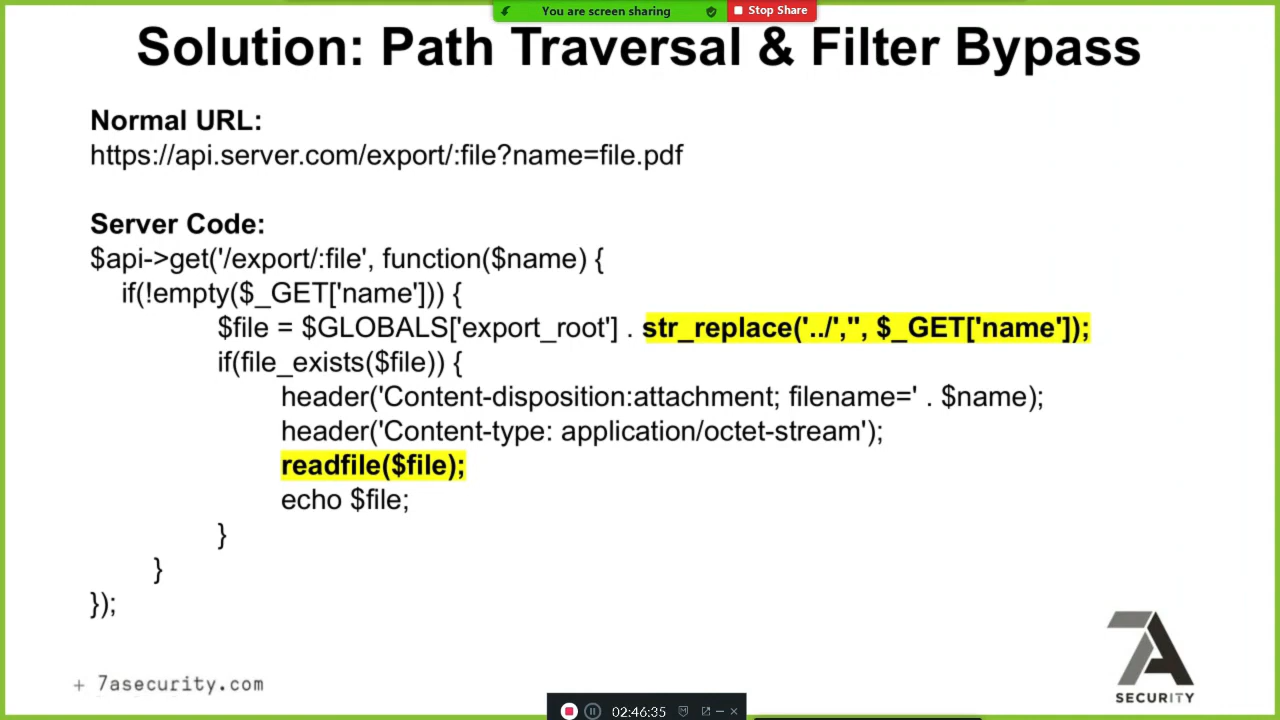 You are screen sharing
Stop Share
Solution: Path Traversal & Filter Bypass
Normal URL:
https://api.server.com/export/:file?name=file.pdf
Server Code:
$api->get('/export/:file', function($name) {
if(!empty($_GET['name'])) {
$file = $GLOBALS['export_root'] . str_replace('../','', $_GET['name']);
if(file_exists($file)) {
header('Content-disposition:attachment; filename=' . $name);
header('Content-type: application/octet-stream');
readfile($file);
echo $file;
}
}
});
+ 7asecurity.com
7A
SECURITY
02:46:35